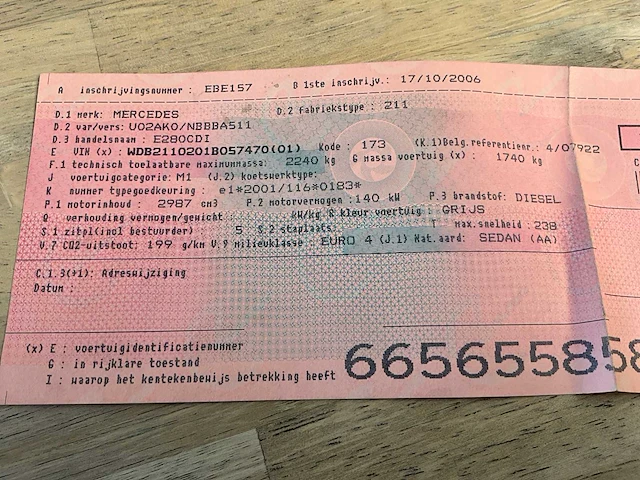 A inschrijvingsnummer : EBE157 B 1ste inschrijv.: 17/10/2006
D.1 merk: MERCEDES D.2 fabriekstype : 211
D.2 var/vers: U02AK0/NBBBA511
D.3 handelsnaam : E280CDI
E VIN (x) : WDB2110201B057470(01) Kode : 173 (K.1)Belg.referentienr.: 4/07922
F.1 technisch toelaatbare maximummassa: 2240 kg G massa voertuig (x) : 1740 kg
J voertuigcategorie: M1 (J.2) koetswerktype:
K nummer typegoedkeuring : e1*2001/116*0183*
P.1 motorinhoud : 2987 cm3 P.2 motorvermogen :140 kW P.3 brandstof: DIESEL
Q verhouding vermogen/gewicht : kW/kg R kleur voertuig : GRIJS
S.1 zitpl(incl bestuurder) 5 S.2 staplaats: T max.snelheid : 238
V.7 CO2-uitstoot: 199 g/km V.9 milieuklasse : EURO 4 (J.1) Nat.aard: SEDAN (AA)
C.1.3(+1): Adreswijziging
Datum :
(x) E : voertuigidentificatienummer
G : in rijklare toestand
I : waarop het kentekenbewijs betrekking heeft
665655858